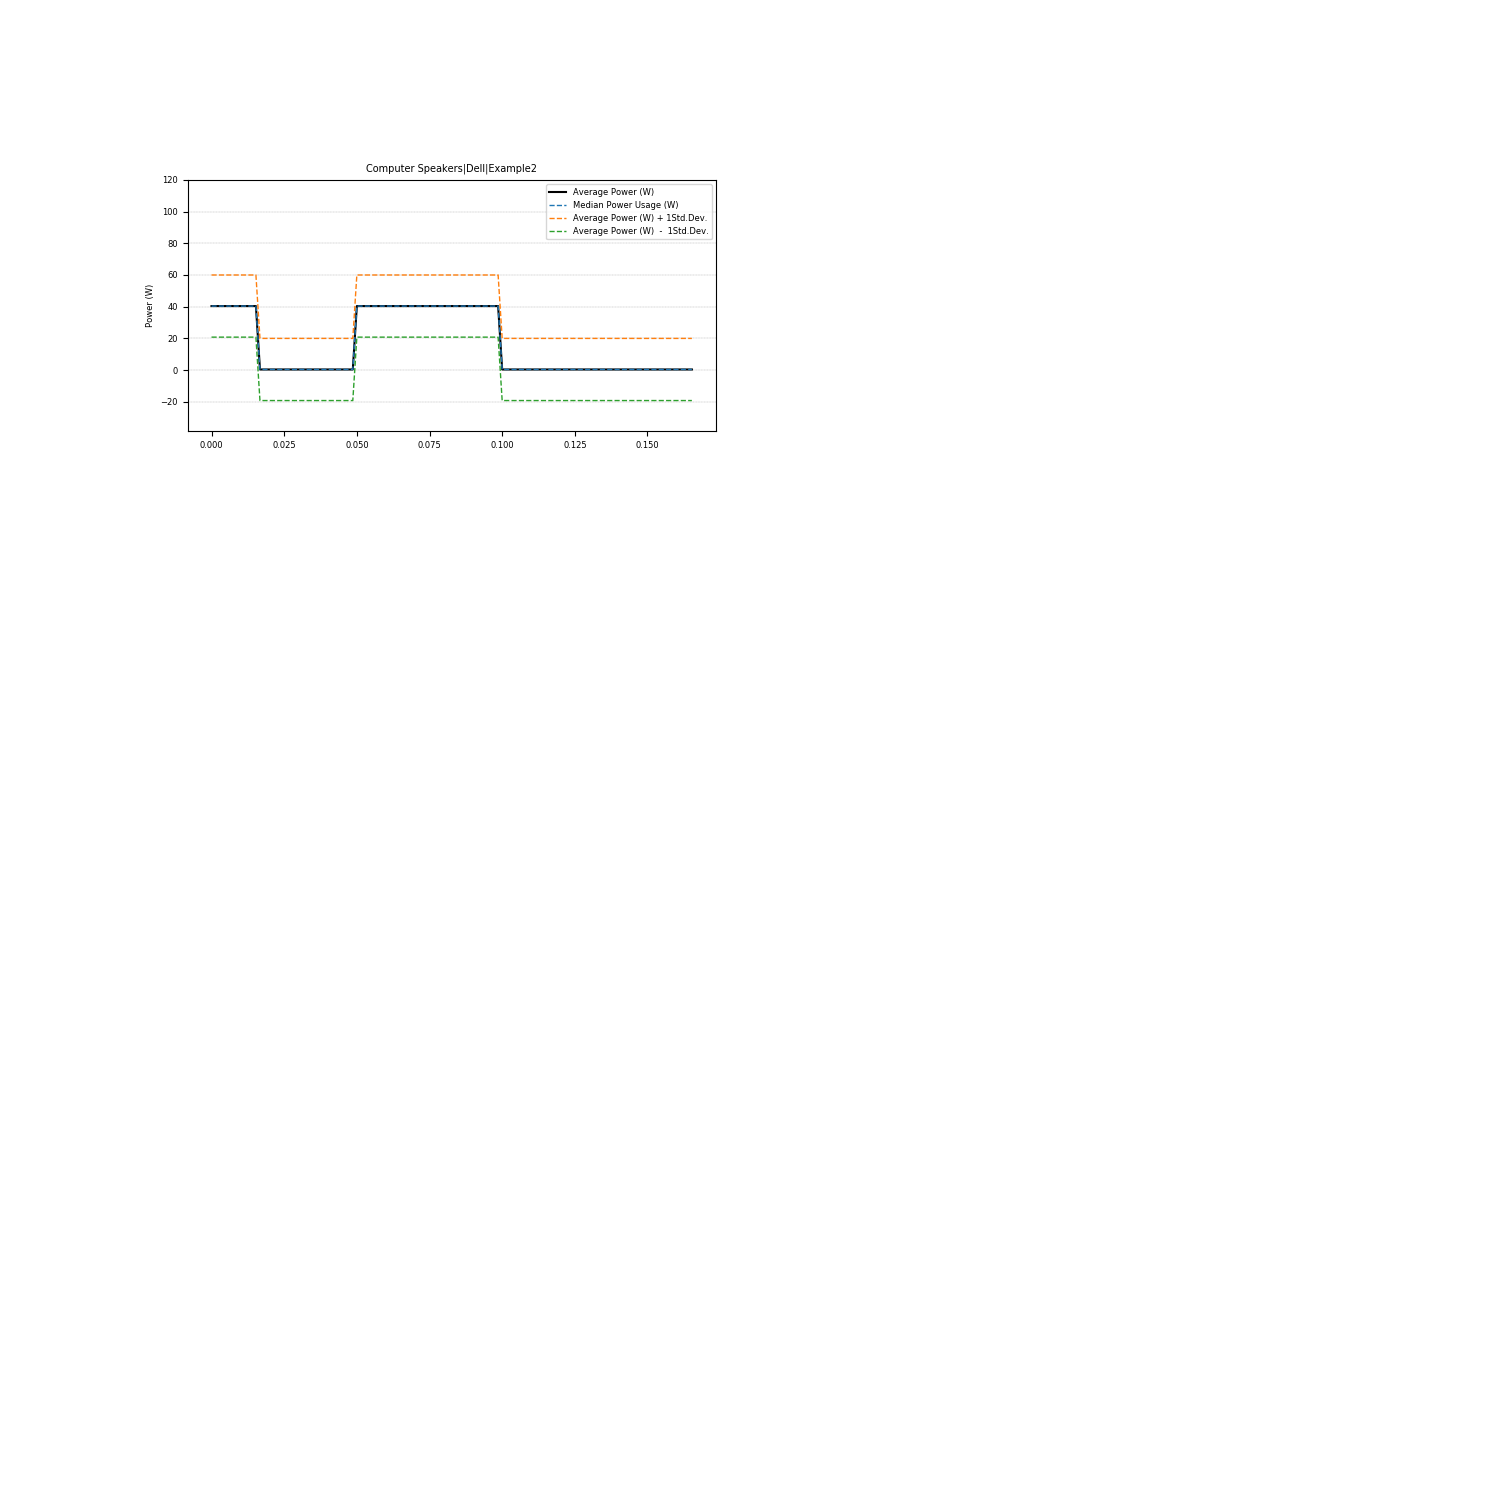 Computer Speakers|Dell|Example2
120
100
80
60
40
20
0
−20
Power (W)
Average Power (W)
Median Power Usage (W)
Average Power (W) + 1Std.Dev.
Average Power (W)  -  1Std.Dev.
0.000 0.025 0.050 0.075 0.100 0.125 0.150